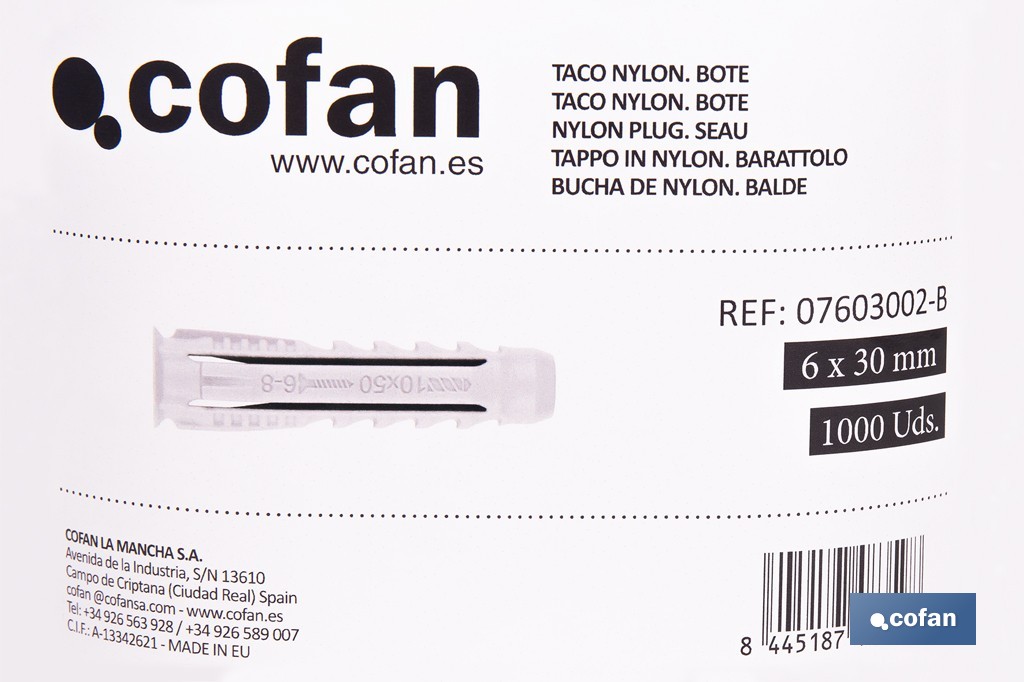 cofan
www.cofan.es
TACO NYLON. BOTE
TACO NYLON. BOTE
NYLON PLUG. SEAU
TAPPO IN NYLON. BARATTOLO
BUCHA DE NYLON. BALDE
REF: 07603002-B
6 x 30 mm
1000 Uds.
10x50 6-8
COFAN LA MANCHA S.A.
Avenida de la Industria, S/N 13610
Campo de Criptana (Ciudad Real) Spain
cofan @cofansa.com - www.cofan.es
Tel: +34 926 563 928 / +34 926 589 007
C.I.F.: A-13342621 - MADE IN EU
8 445187
cofan